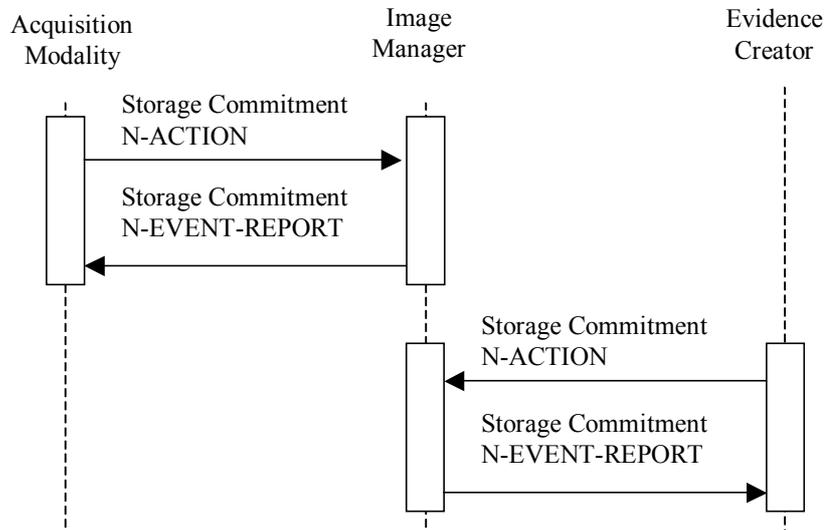 Acquisition
Modality
Image
Manager
Evidence
Creator
Storage Commitment
N-ACTION
Storage Commitment
N-EVENT-REPORT
Storage Commitment
N-ACTION
Storage Commitment
N-EVENT-REPORT